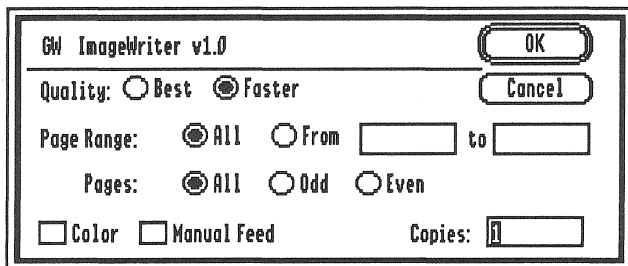 GW ImageWriter v1.0 OK
Quality: Best Faster Cancel
Page Range: All From to
Pages: All Odd Even
Color Manual Feed Copies: 1